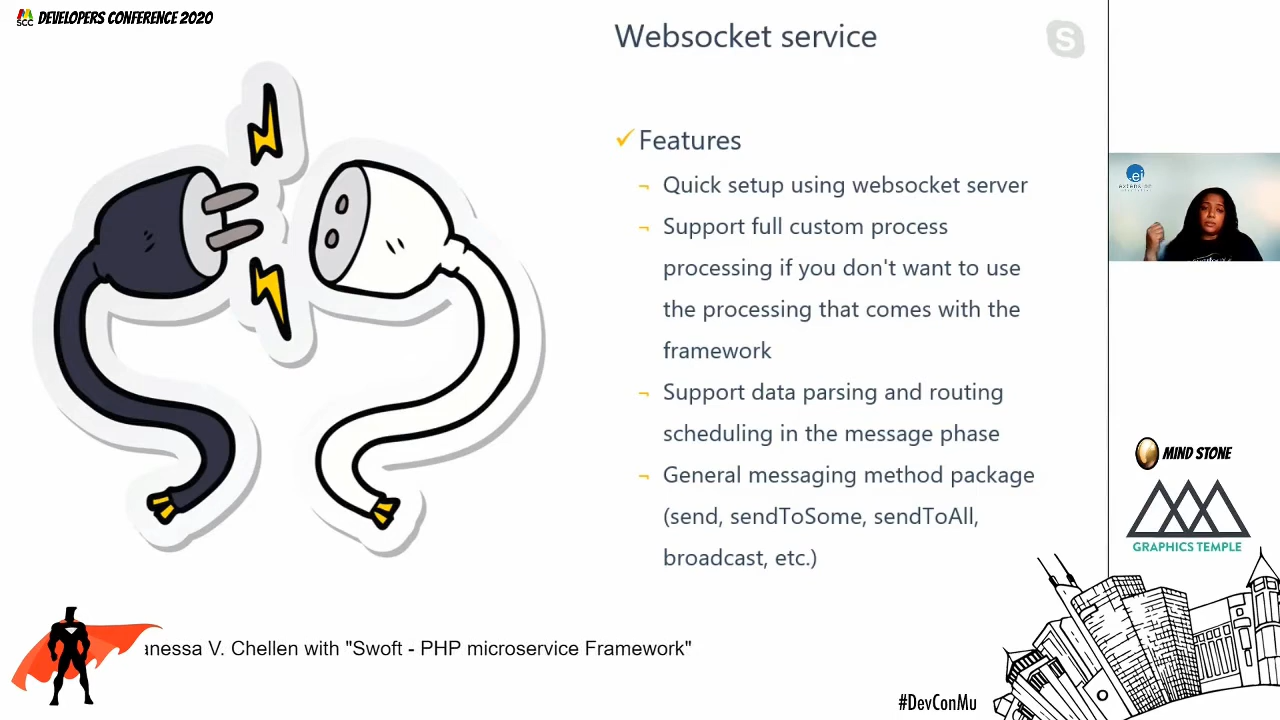 MSCC DEVELOPERS CONFERENCE 2020
Websocket service
S
✓Features
¬ Quick setup using websocket server
¬ Support full custom process
processing if you don't want to use
the processing that comes with the
framework
¬ Support data parsing and routing
scheduling in the message phase
¬ General messaging method package
(send, sendToSome, sendToAll,
broadcast, etc.)
ei
MIND STONE
GRAPHICS TEMPLE
anessa V. Chellen with "Swoft - PHP microservice Framework"
#DevConMu